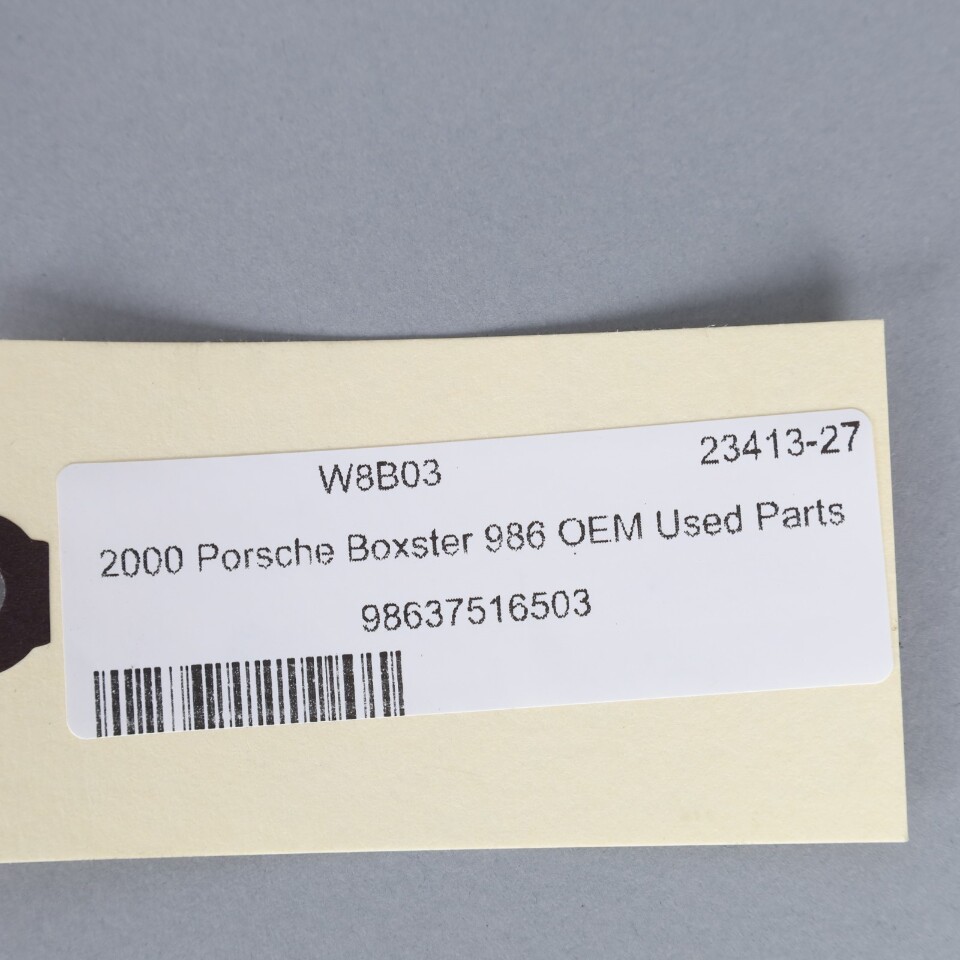 W8B03 23413-27
2000 Porsche Boxster 986 OEM Used Parts
98637516503